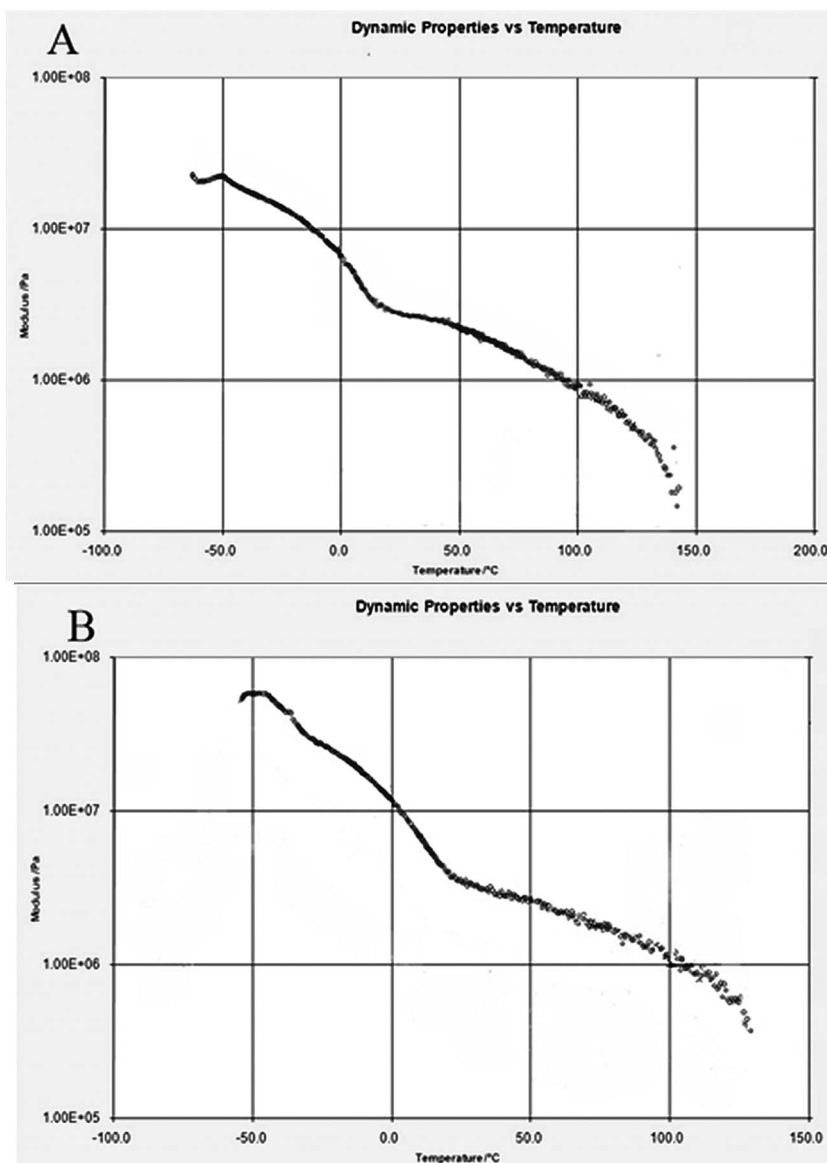 A
Dynamic Properties vs Temperature
1.00E+08
1.00E+07
1.00E+06
1.00E+05
Modulus /Pa
-100.0 -50.0 0.0 50.0 100.0 150.0 200.0
Temperature/°C
B
Dynamic Properties vs Temperature
1.00E+08
1.00E+07
1.00E+06
1.00E+05
Modulus /Pa
-100.0 -50.0 0.0 50.0 100.0 150.0
Temperature/°C